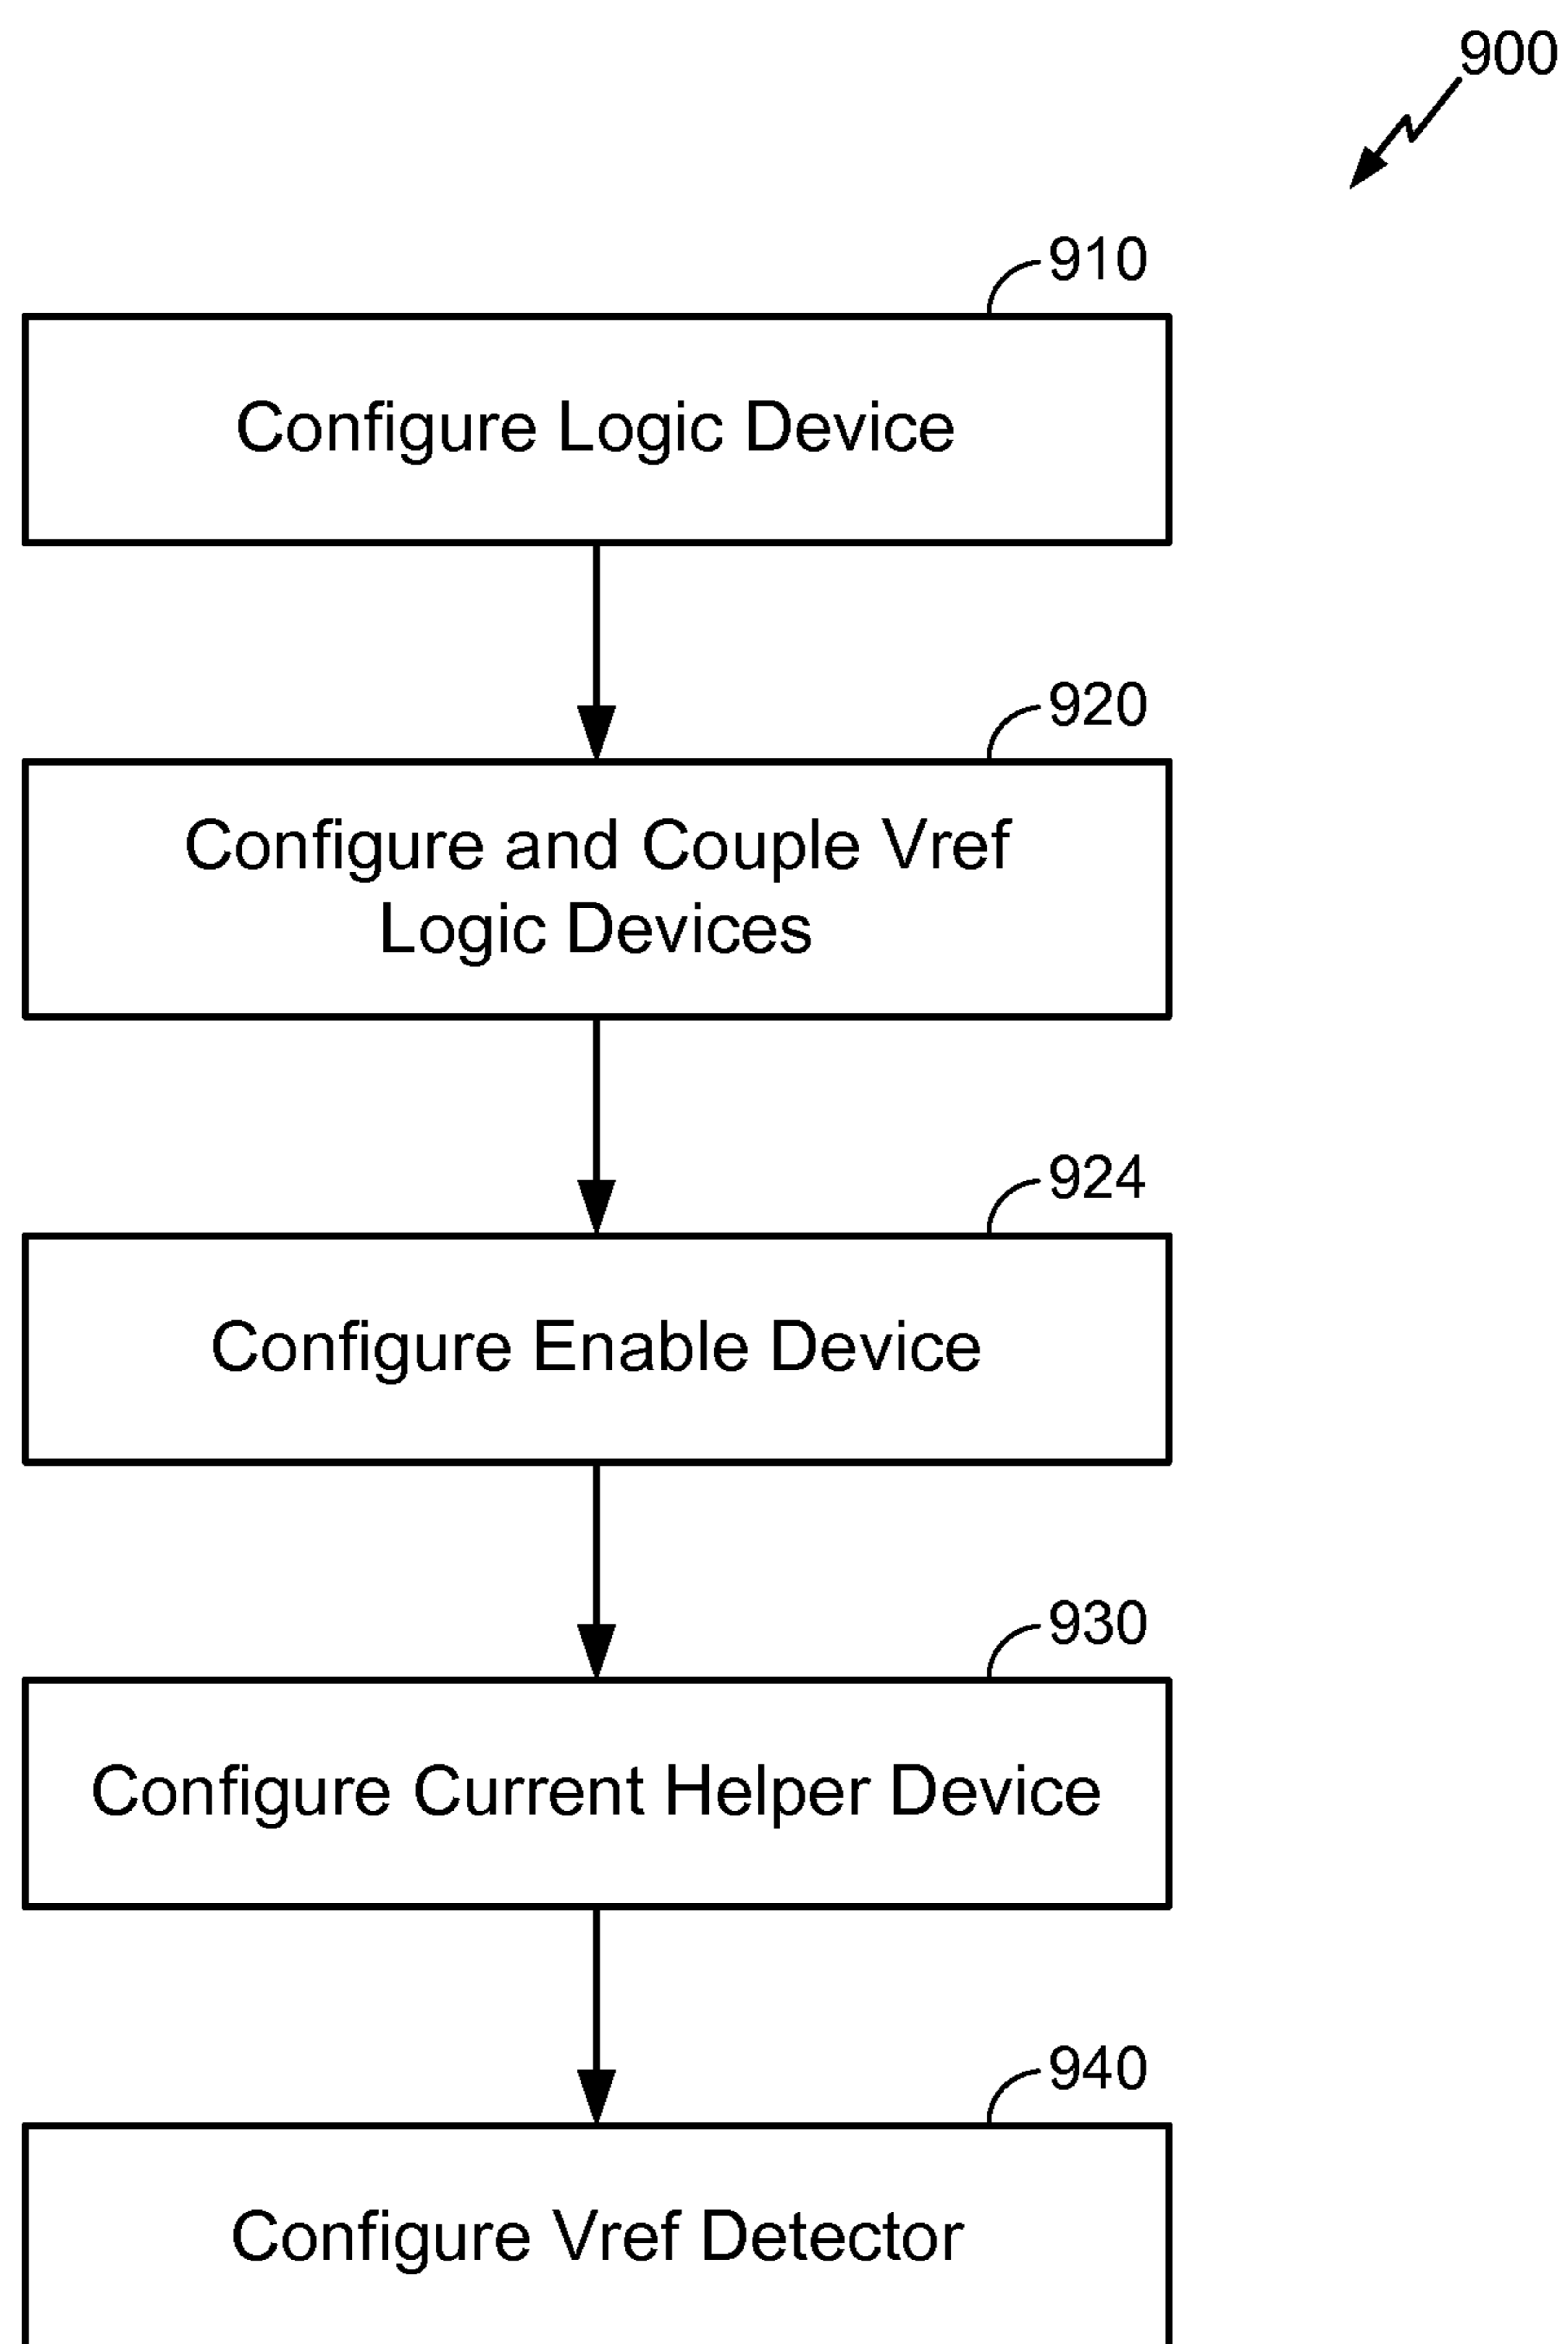 900
910
Configure Logic Device
920
Configure and Couple Vref
Logic Devices
924
Configure Enable Device
930
Configure Current Helper Device
940
Configure Vref Detector